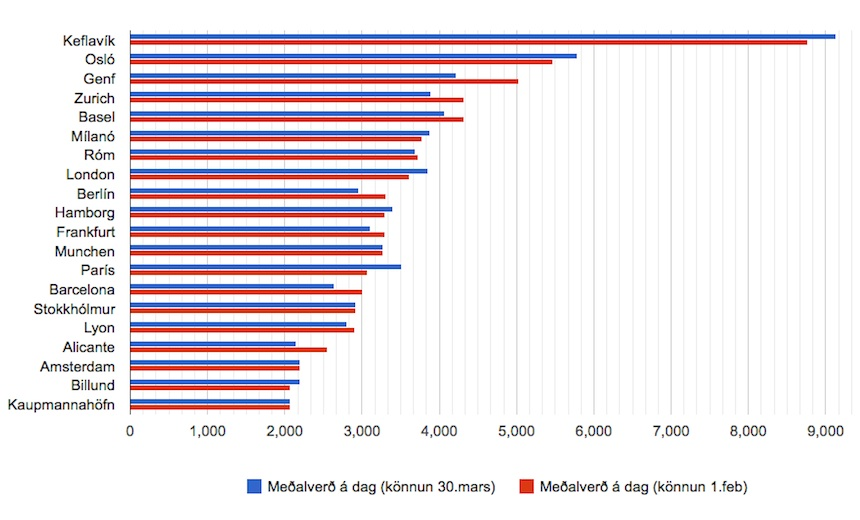 Keflavík
Osló
Genf
Zurich
Basel
Mílanó
Róm
London
Berlín
Hamborg
Frankfurt
Munchen
París
Barcelona
Stokkhólmur
Lyon
Alicante
Amsterdam
Billund
Kaupmannahöfn
0 1,000 2,000 3,000 4,000 5,000 6,000 7,000 8,000 9,000
Meðalverð á dag (könnun 30.mars) Meðalverð á dag (könnun 1.feb)